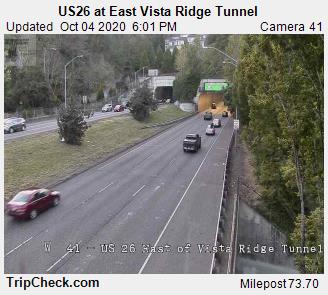 US26 at East Vista Ridge Tunnel
Updated Oct 04 2020 6:01 PM Camera 41
W 41 - US 26 East of Vista Ridge Tunnel
TripCheck.com Milepost 73.70